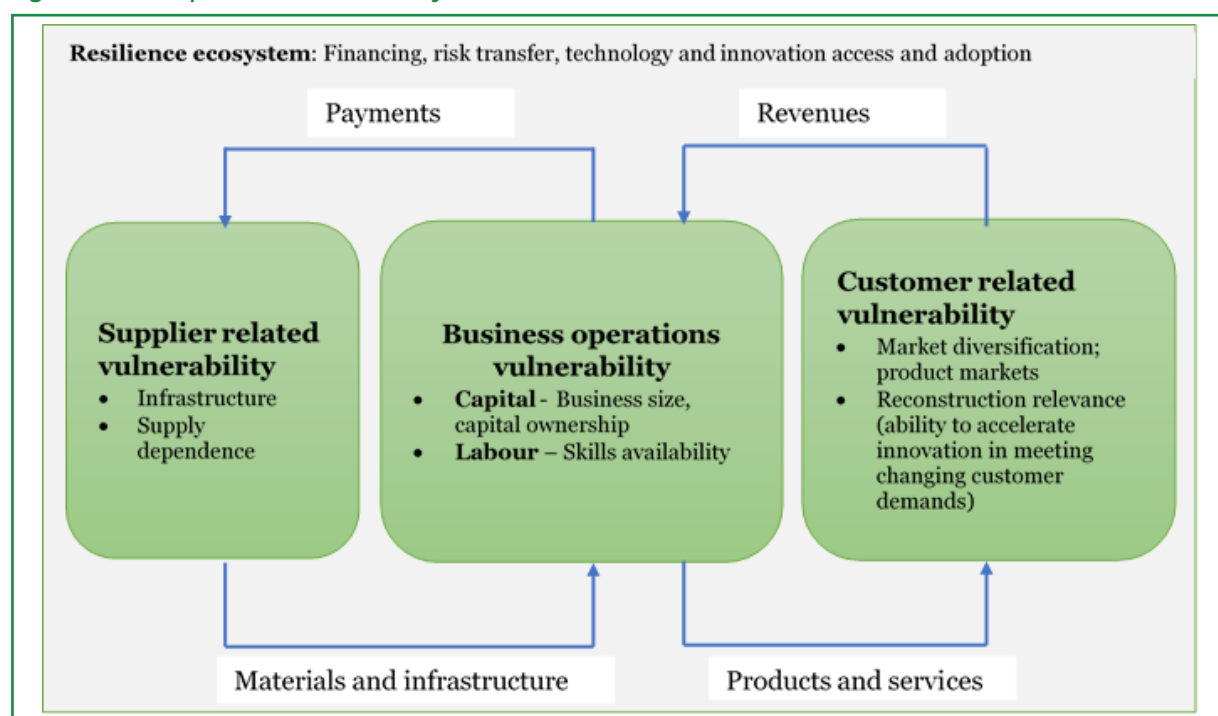 Resilience ecosystem: Financing, risk transfer, technology and innovation access and adoption
Payments
Revenues
Supplier related
vulnerability
• Infrastructure
• Supply
dependence
Business operations
vulnerability
• Capital - Business size,
capital ownership
• Labour – Skills availability
Customer related
vulnerability
• Market diversification;
product markets
• Reconstruction relevance
(ability to accelerate
innovation in meeting
changing customer
demands)
Materials and infrastructure
Products and services